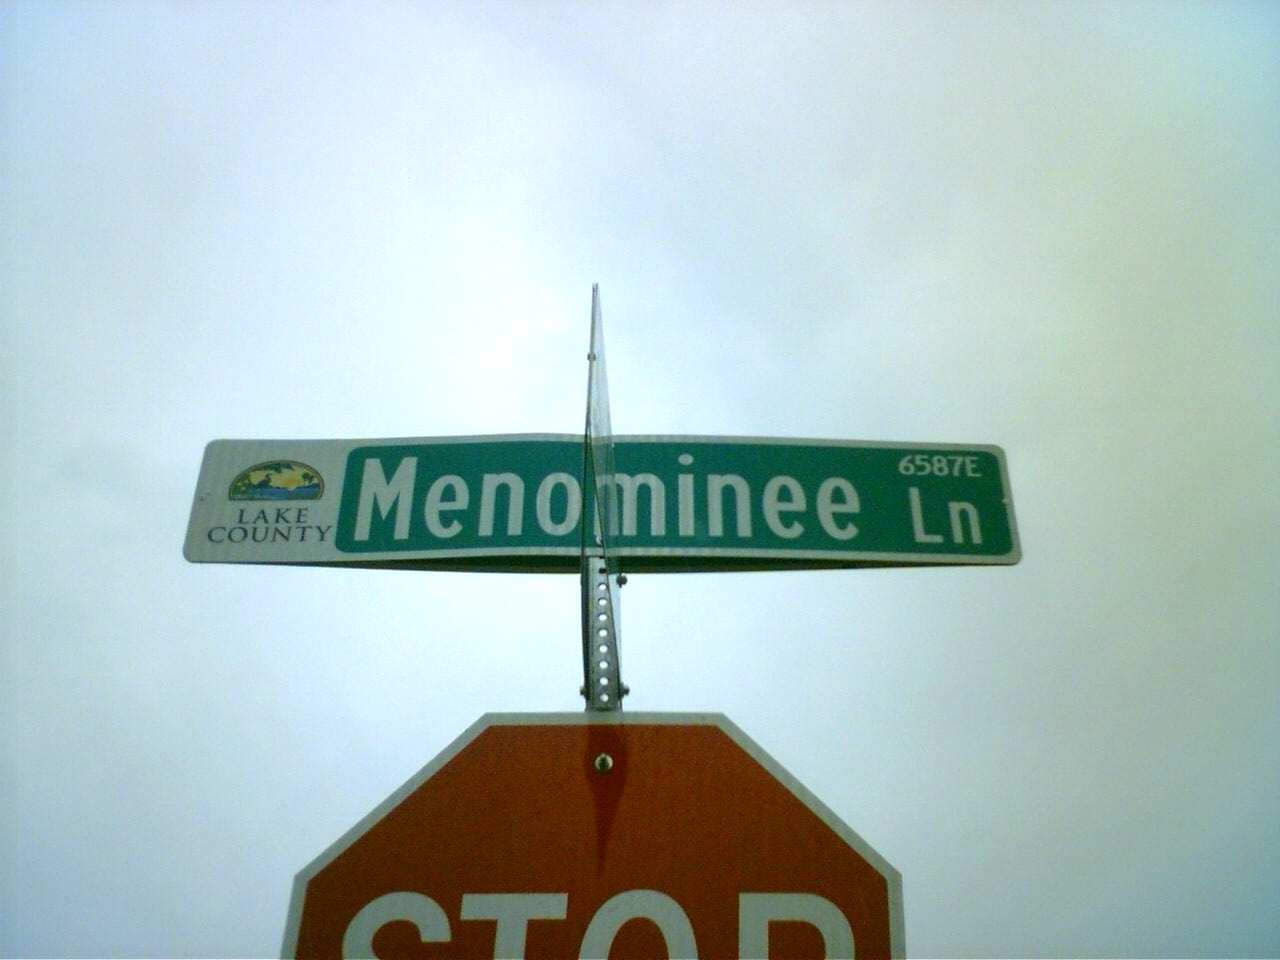 LAKE
COUNTY
Menominee Ln
6587E
STOP